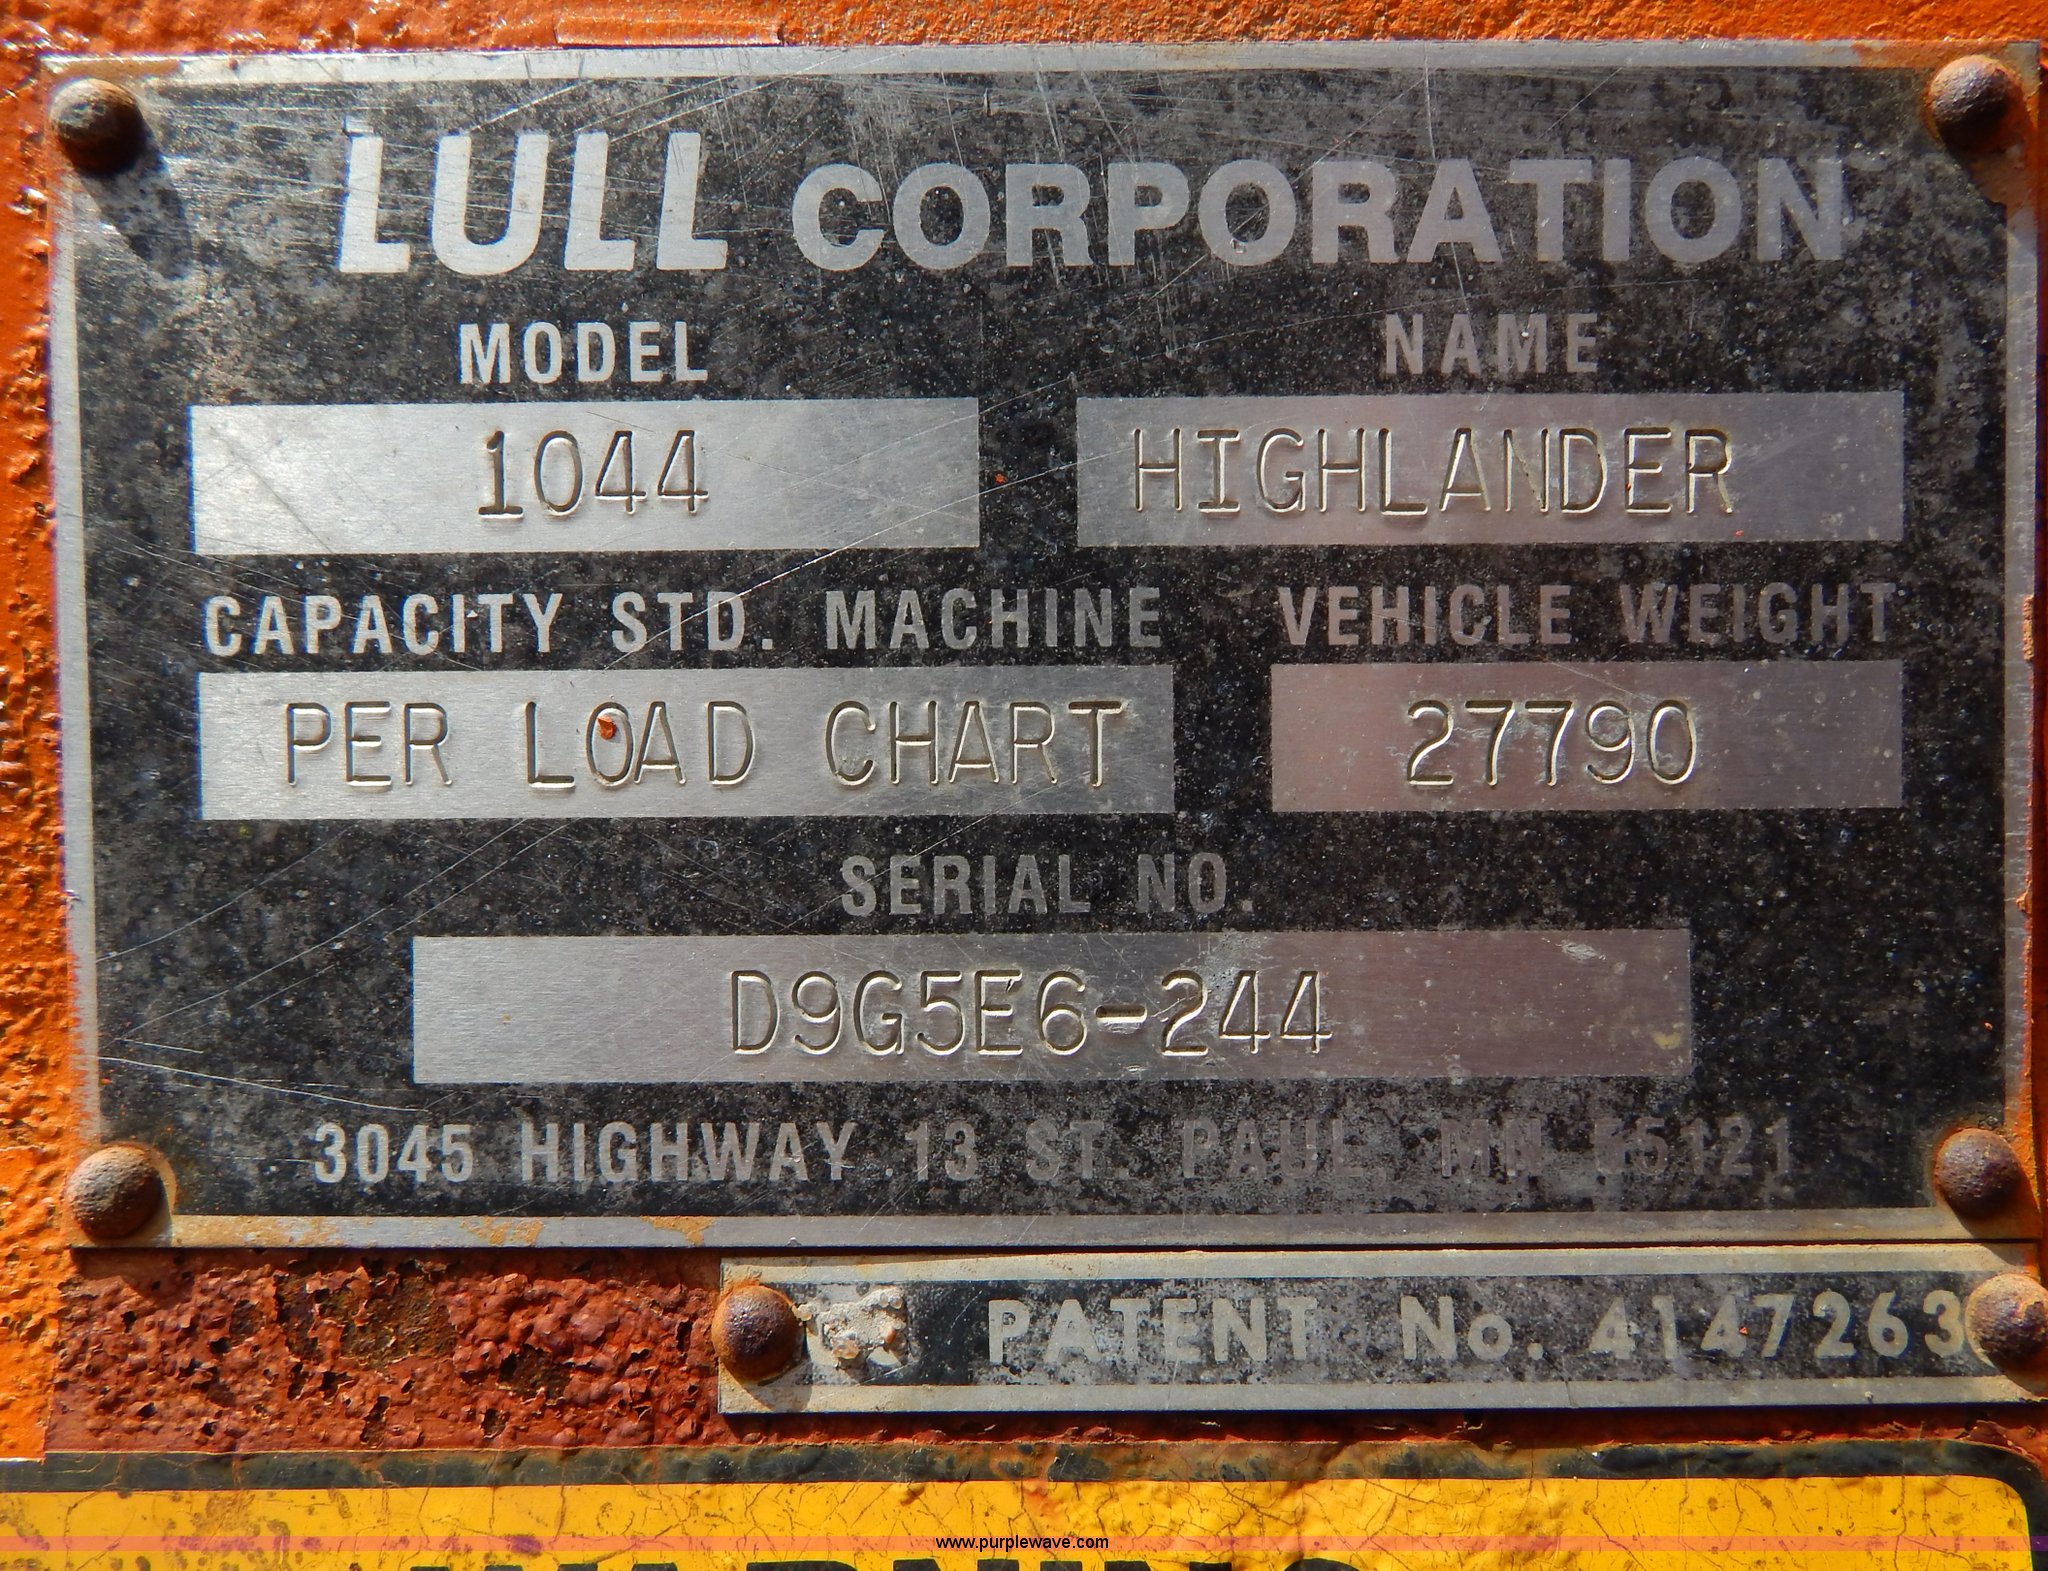 LULL CORPORATION
MODEL NAME
1044 HIGHLANDER
CAPACITY STD. MACHINE VEHICLE WEIGHT
PER LOAD CHART 27790
SERIAL NO.
D9G5E6-244
3045 HIGHWAY 13 ST. PAUL, MN 55121
PATENT No. 4147263
www.purplewave.com